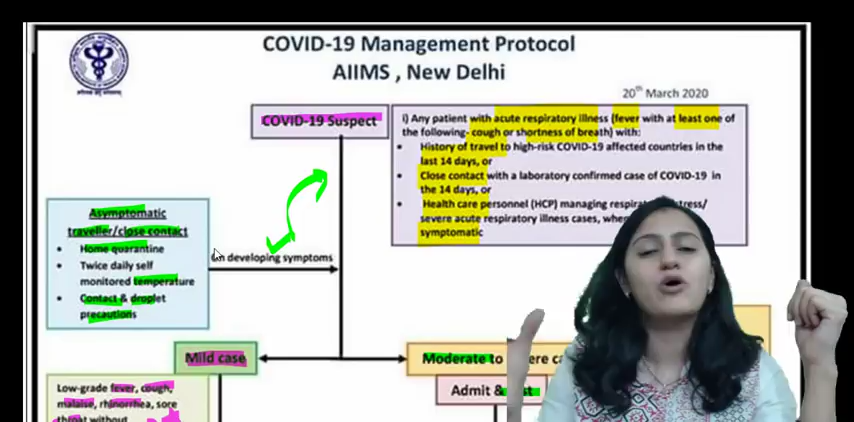 COVID-19 Management Protocol
AIIMS , New Delhi
20th March 2020
COVID-19 Suspect
i) Any patient with acute respiratory illness (fever with at least one of
the following- cough or shortness of breath) with:
• History of travel to high-risk COVID-19 affected countries in the
last 14 days, or
• Close contact with a laboratory confirmed case of COVID-19 in
the 14 days, or
• Health care personnel (HCP) managing
severe acute respiratory illness cases,
symptomatic
Asymptomatic
traveller/close contact
• Home quarantine
• Twice daily self
monitored temperature
• Contact & droplet
precautions
developing symptoms
Mild case
Moderate to
Admit &
Low-grade fever, cough,
malaise, rhinorrhea, sore
throat without